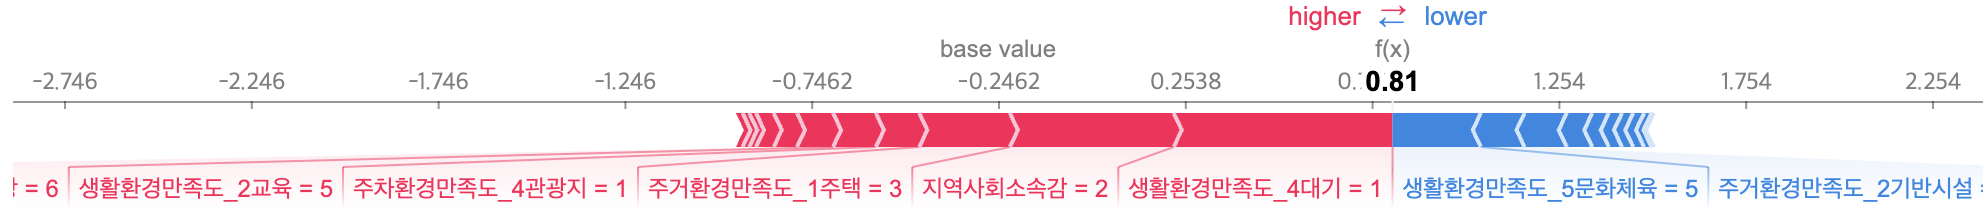 higher ⇄ lower
base value f(x)
-2.746 -2.246 -1.746 -1.246 -0.7462 -0.2462 0.2538 0.81 1.254 1.754 2.254
= 6 생활환경만족도_2교육 = 5 주차환경만족도_4관광지 = 1 주거환경만족도_1주택 = 3 지역사회소속감 = 2 생활환경만족도_4대기 = 1 생활환경만족도_5문화체육 = 5 주거환경만족도_2기반시설